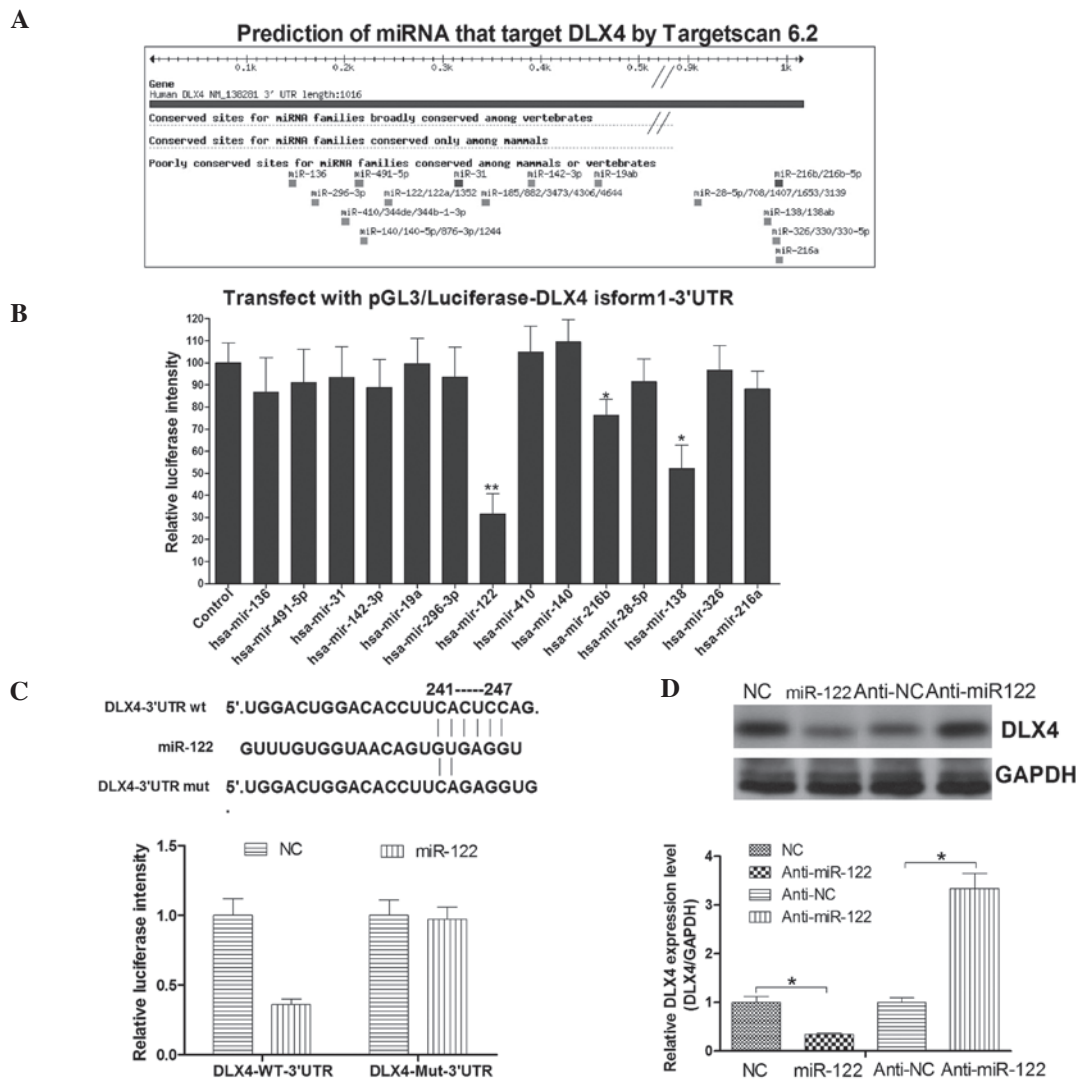 A
Prediction of miRNA that target DLX4 by Targetscan 6.2
0.1k 0.2k 0.3k 0.4k 0.5k 0.9k 1k
Gene
Human DLX4 NM_138281 3' UTR length:1016
Conserved sites for miRNA families broadly conserved among vertebrates
Conserved sites for miRNA families conserved only among mammals
Poorly conserved sites for miRNA families conserved among mammals or vertebrates
miR-136 miR-491-5p miR-31 miR-142-3p miR-19ab miR-216b/216b-5p
miR-296-3p miR-122/122a/1352 miR-185/882/3473/4306/4644 miR-28-5p/708/1407/1653/3139
miR-410/344de/344b-1-3p miR-138/138ab
miR-140/140-5p/876-3p/1244 miR-326/330/330-5p
miR-216a
B
Transfect with pGL3/Luciferase-DLX4 isform1-3'UTR
Relative luciferase intensity
120
110
100
90
80
70
60
50
40
30
20
10
0
** * *
Control hsa-mir-136 hsa-mir-491-5p hsa-mir-31 hsa-mir-142-3p hsa-mir-19a hsa-mir-296-3p hsa-mir-122 hsa-mir-410 hsa-mir-140 hsa-mir-216b hsa-mir-28-5p hsa-mir-138 hsa-mir-326 hsa-mir-216a
C
241-----247
DLX4-3'UTR wt 5'.UGGACUGGACACCUUCACUCCAG.
miR-122 GUUUGUGGUAACAGUGUGAGGU
DLX4-3'UTR mut 5'.UGGACUGGACACCUUCAGAGGUG
.
Relative luciferase intensity
1.5
1.0
0.5
0.0
NC miR-122
DLX4-WT-3'UTR DLX4-Mut-3'UTR
D
NC miR-122 Anti-NC Anti-miR122
DLX4
GAPDH
Relative DLX4 expression level
(DLX4/GAPDH)
4
3
2
1
0
NC
Anti-miR-122
Anti-NC
Anti-miR-122
* *
NC miR-122 Anti-NC Anti-miR-122